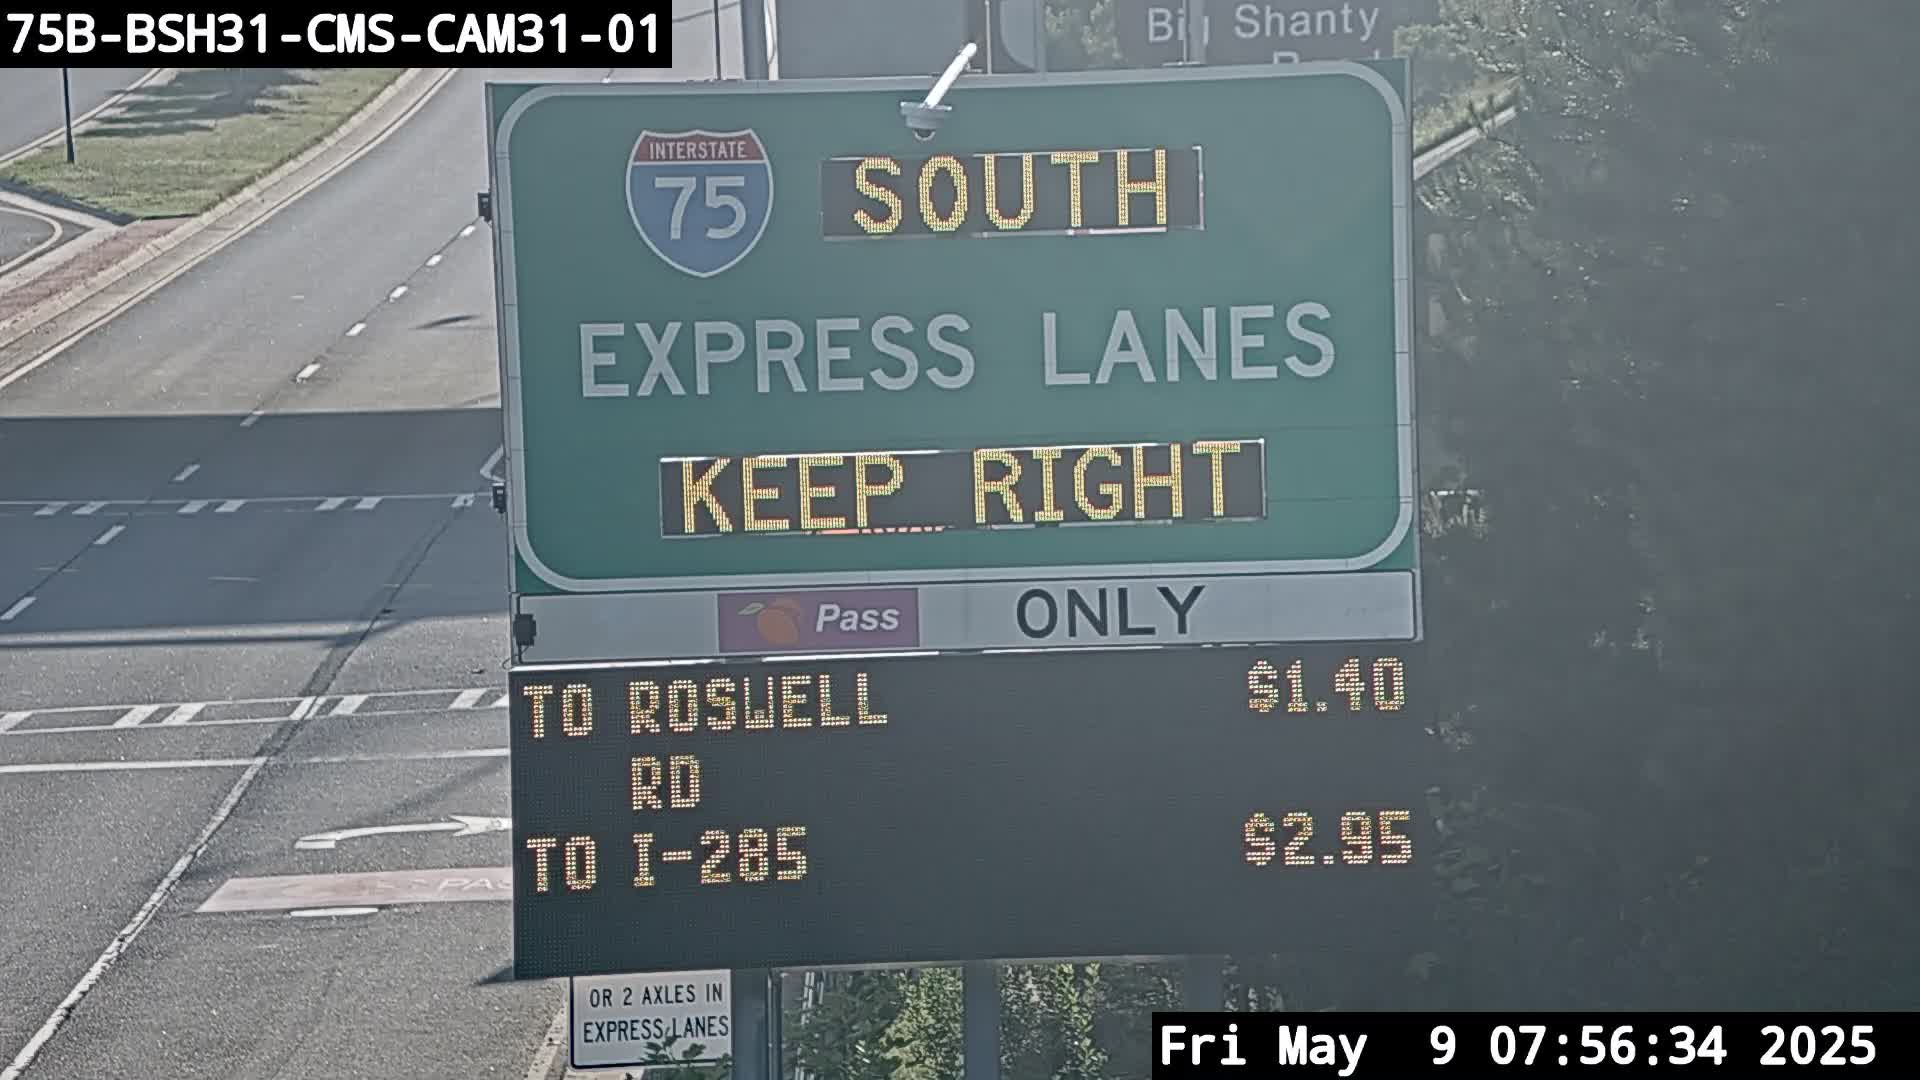 75B-BSH31-CMS-CAM31-01
Big Shanty
INTERSTATE
75
SOUTH
EXPRESS LANES
KEEP RIGHT
Pass ONLY
TO ROSWELL $1.40
RD
TO I-285 $2.95
OR 2 AXLES IN
EXPRESS LANES
Fri May 9 07:56:34 2025